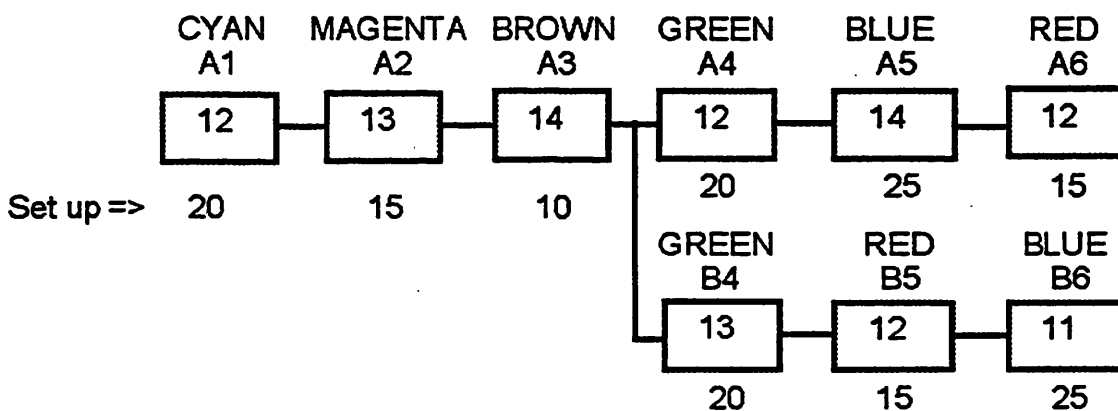 CYAN MAGENTA BROWN GREEN BLUE RED
A1 A2 A3 A4 A5 A6
12 13 14 12 14 12
Set up => 20 15 10 20 25 15
GREEN RED BLUE
B4 B5 B6
13 12 11
20 15 25